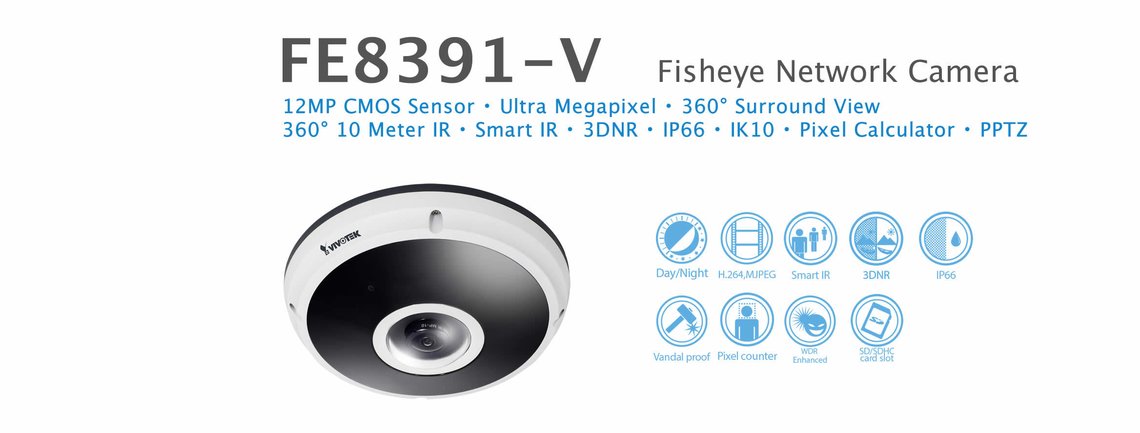 FE8391-V Fisheye Network Camera
12MP CMOS Sensor • Ultra Megapixel • 360° Surround View
360° 10 Meter IR • Smart IR • 3DNR • IP66 • IK10 • Pixel Calculator • PPTZ
VIVOTEK
Day/Night H.264,MJPEG Smart IR 3DNR IP66
Vandal proof Pixel counter WDR Enhanced SD/SDHC card slot